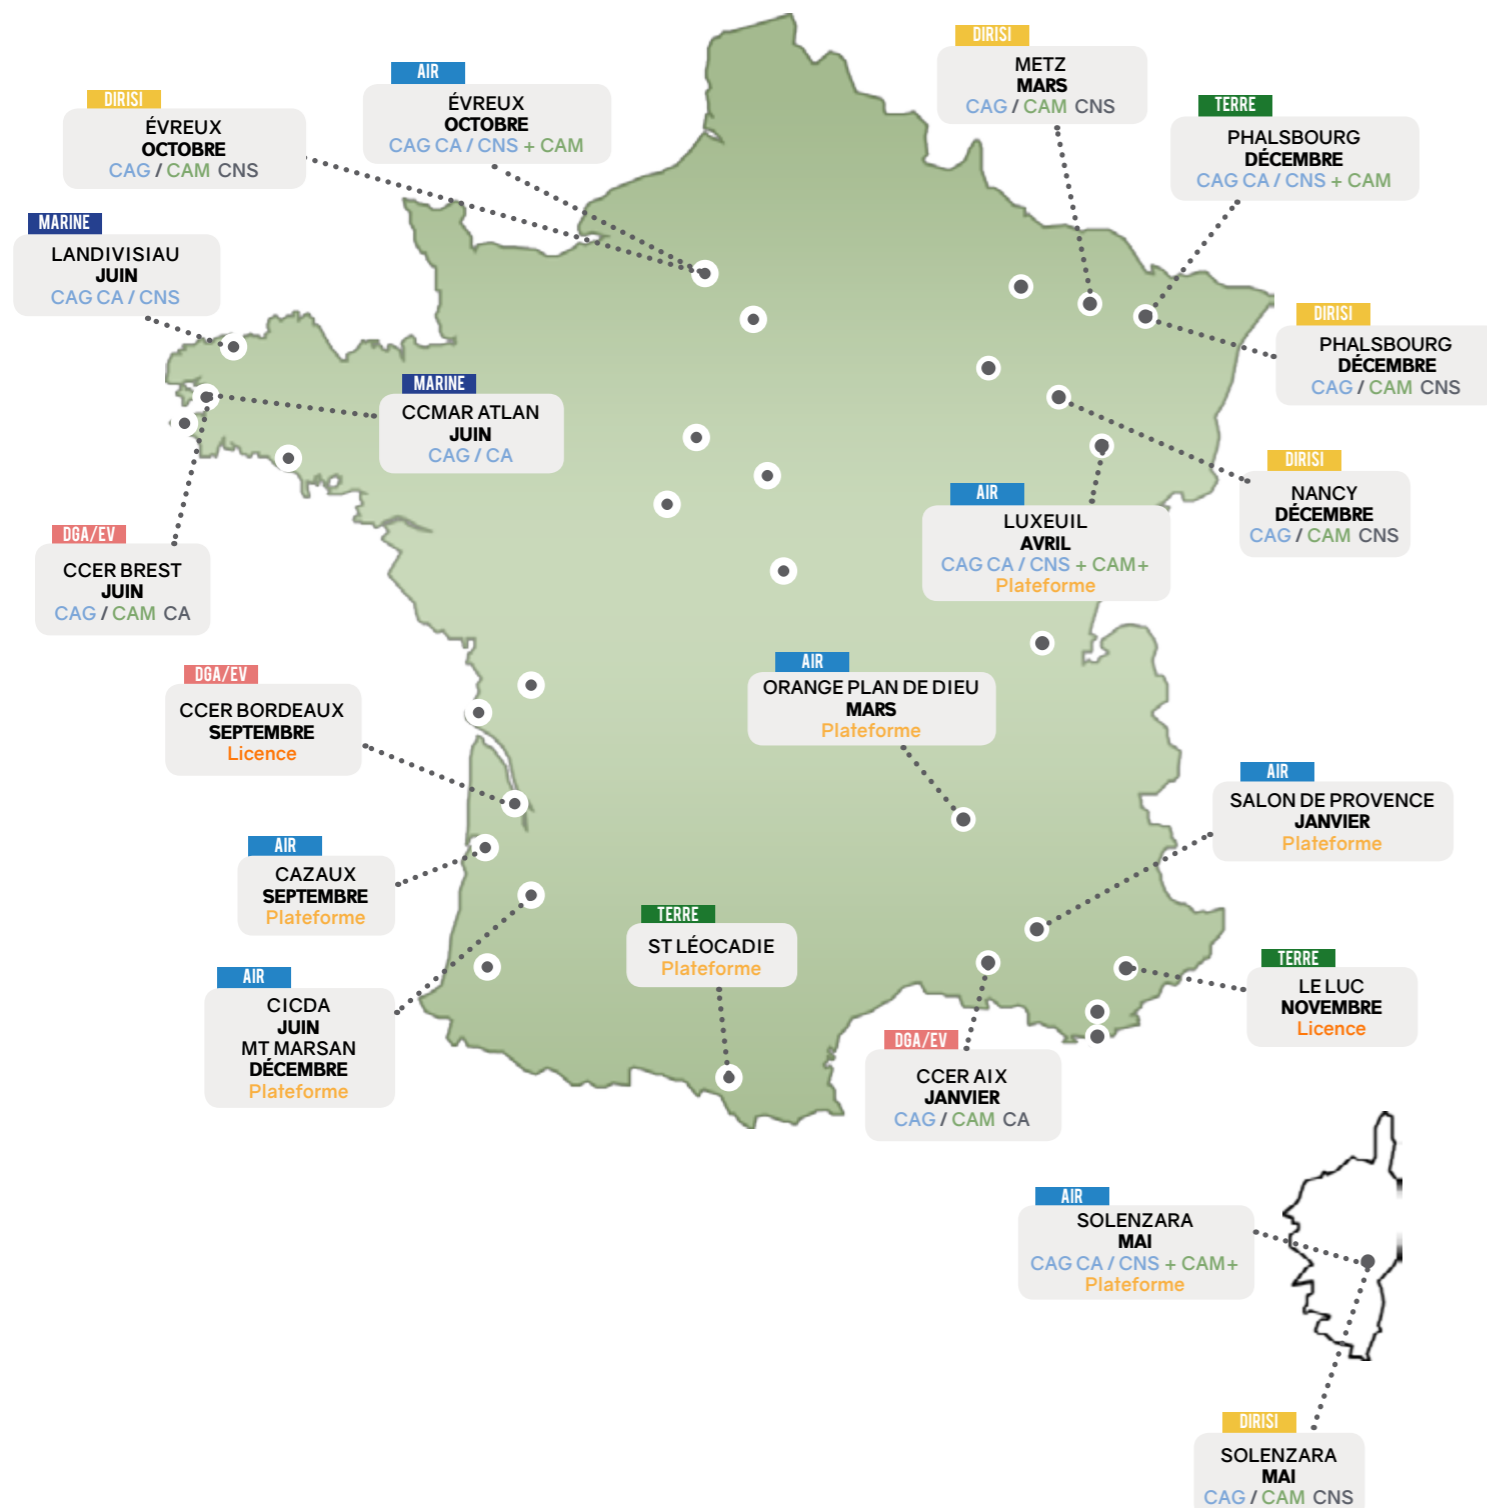 DIRISI
METZ
MARS
CAG / CAM CNS
AIR
ÉVREUX
OCTOBRE
CAG CA / CNS + CAM
DIRISI
ÉVREUX
OCTOBRE
CAG / CAM CNS
TERRE
PHALSBOURG
DÉCEMBRE
CAG CA / CNS + CAM
MARINE
LANDIVISIAU
JUIN
CAG CA / CNS
DIRISI
PHALSBOURG
DÉCEMBRE
CAG / CAM CNS
MARINE
CCMAR ATLAN
JUIN
CAG / CA
DIRISI
NANCY
DÉCEMBRE
CAG / CAM CNS
AIR
LUXEUIL
AVRIL
CAG CA / CNS + CAM+
Plateforme
DGA/EV
CCER BREST
JUIN
CAG / CAM CA
DGA/EV
CCER BORDEAUX
SEPTEMBRE
Licence
AIR
ORANGE PLAN DE DIEU
MARS
Plateforme
AIR
SALON DE PROVENCE
JANVIER
Plateforme
AIR
CAZAUX
SEPTEMBRE
Plateforme
TERRE
ST LÉOCADIE
Plateforme
TERRE
LE LUC
NOVEMBRE
Licence
AIR
CICDA
JUIN
MT MARSAN
DÉCEMBRE
Plateforme
DGA/EV
CCER AIX
JANVIER
CAG / CAM CA
AIR
SOLENZARA
MAI
CAG CA / CNS + CAM+
Plateforme
DIRISI
SOLENZARA
MAI
CAG / CAM CNS